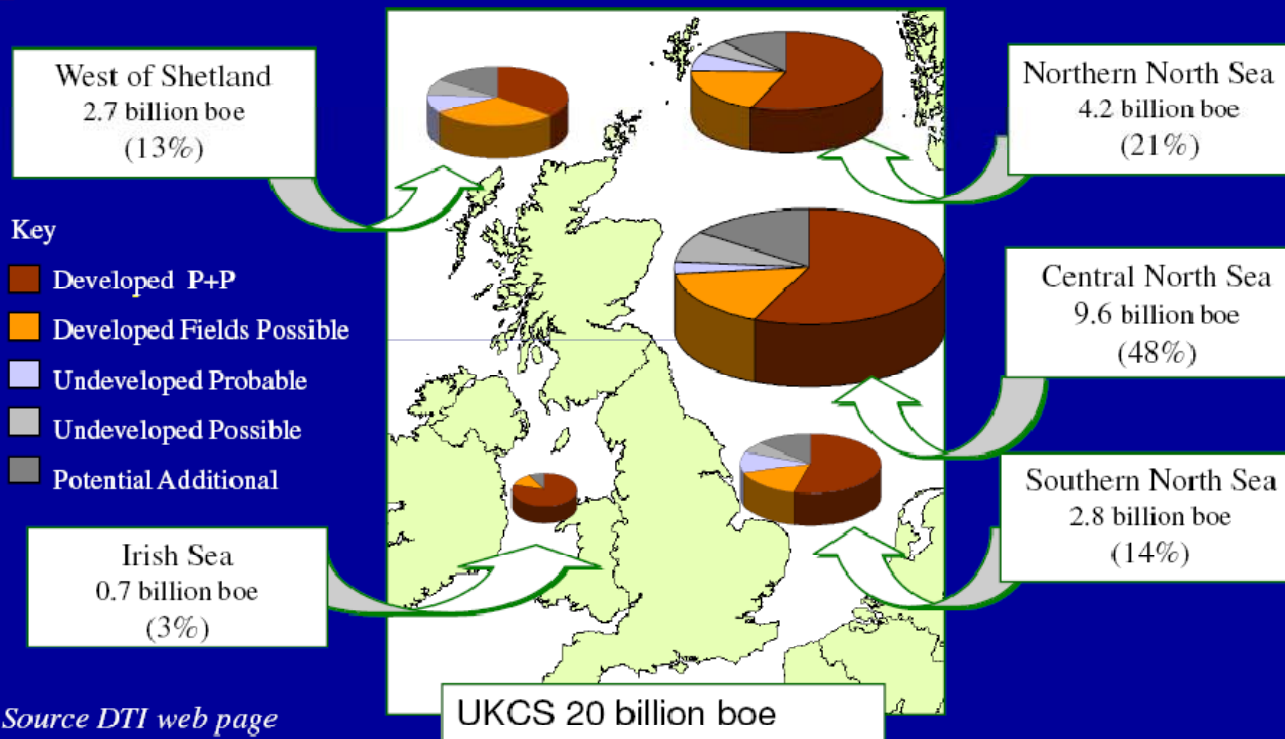 West of Shetland
2.7 billion boe
(13%)
Northern North Sea
4.2 billion boe
(21%)
Key
Developed P+P
Developed Fields Possible
Undeveloped Probable
Undeveloped Possible
Potential Additional
Central North Sea
9.6 billion boe
(48%)
Southern North Sea
2.8 billion boe
(14%)
Irish Sea
0.7 billion boe
(3%)
Source DTI web page
UKCS 20 billion boe